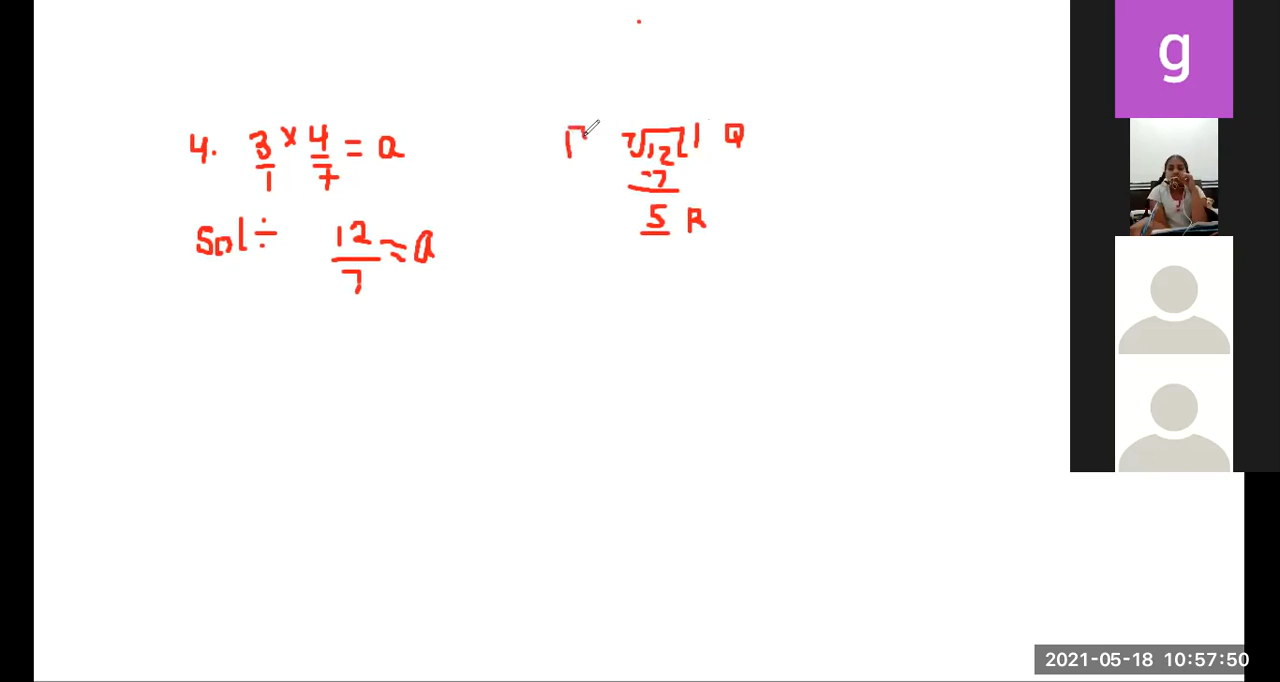 4. 3/1 × 4/7 = a
Sol ÷ 12/7 = a
7√12 1 Q
-7
5 R
g
2021-05-18 10:57:50